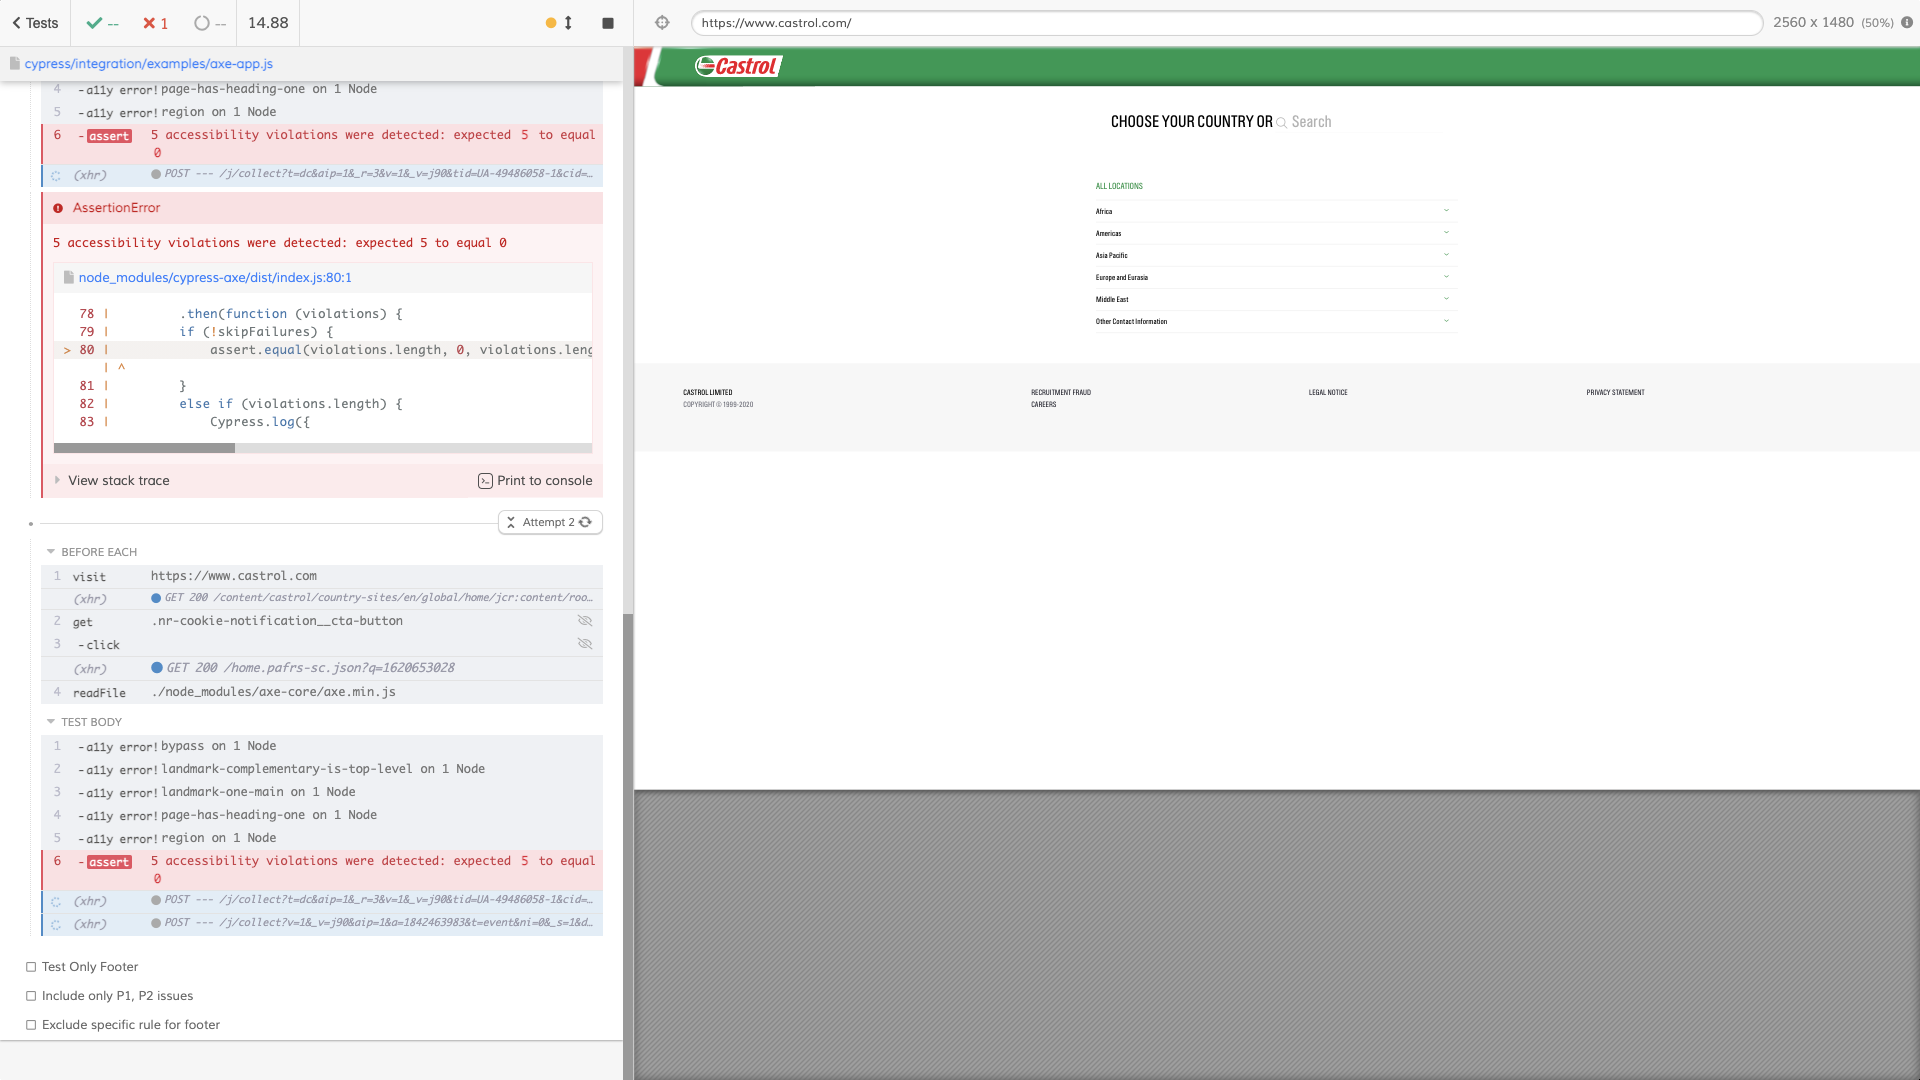 Tests
--
1
--
14.88
cypress/integration/examples/axe-app.js
4 -a11y error! page-has-heading-one on 1 Node
5 -a11y error! region on 1 Node
6 -assert 5 accessibility violations were detected: expected 5 to equal
0
(xhr) POST --- /j/collect?t=dc&aip=1&_r=3&v=1&_v=j90&tid=UA-49486058-1&cid=…
AssertionError
5 accessibility violations were detected: expected 5 to equal 0
node_modules/cypress-axe/dist/index.js:80:1
78 | .then(function (violations) {
79 | if (!skipFailures) {
> 80 | assert.equal(violations.length, 0, violations.leng
| ^
81 | }
82 | else if (violations.length) {
83 | Cypress.log({
View stack trace
Print to console
Attempt 2
BEFORE EACH
1 visit https://www.castrol.com
(xhr) GET 200 /content/castrol/country-sites/en/global/home/jcr:content/roo…
2 get .nr-cookie-notification__cta-button
3 -click
(xhr) GET 200 /home.pafrs-sc.json?q=1620653028
4 readFile ./node_modules/axe-core/axe.min.js
TEST BODY
1 -a11y error! bypass on 1 Node
2 -a11y error! landmark-complementary-is-top-level on 1 Node
3 -a11y error! landmark-one-main on 1 Node
4 -a11y error! page-has-heading-one on 1 Node
5 -a11y error! region on 1 Node
6 -assert 5 accessibility violations were detected: expected 5 to equal
0
(xhr) POST --- /j/collect?t=dc&aip=1&_r=3&v=1&_v=j90&tid=UA-49486058-1&cid=…
(xhr) POST --- /j/collect?v=1&_v=j90&aip=1&a=1842463983&t=event&ni=0&_s=1&d…
Test Only Footer
Include only P1, P2 issues
Exclude specific rule for footer
https://www.castrol.com/
2560 x 1480 (50%)
Castrol
CHOOSE YOUR COUNTRY OR Search
ALL LOCATIONS
Africa
Americas
Asia Pacific
Europe and Eurasia
Middle East
Other Contact Information
CASTROL LIMITED
COPYRIGHT © 1999-2020
RECRUITMENT FRAUD
CAREERS
LEGAL NOTICE
PRIVACY STATEMENT